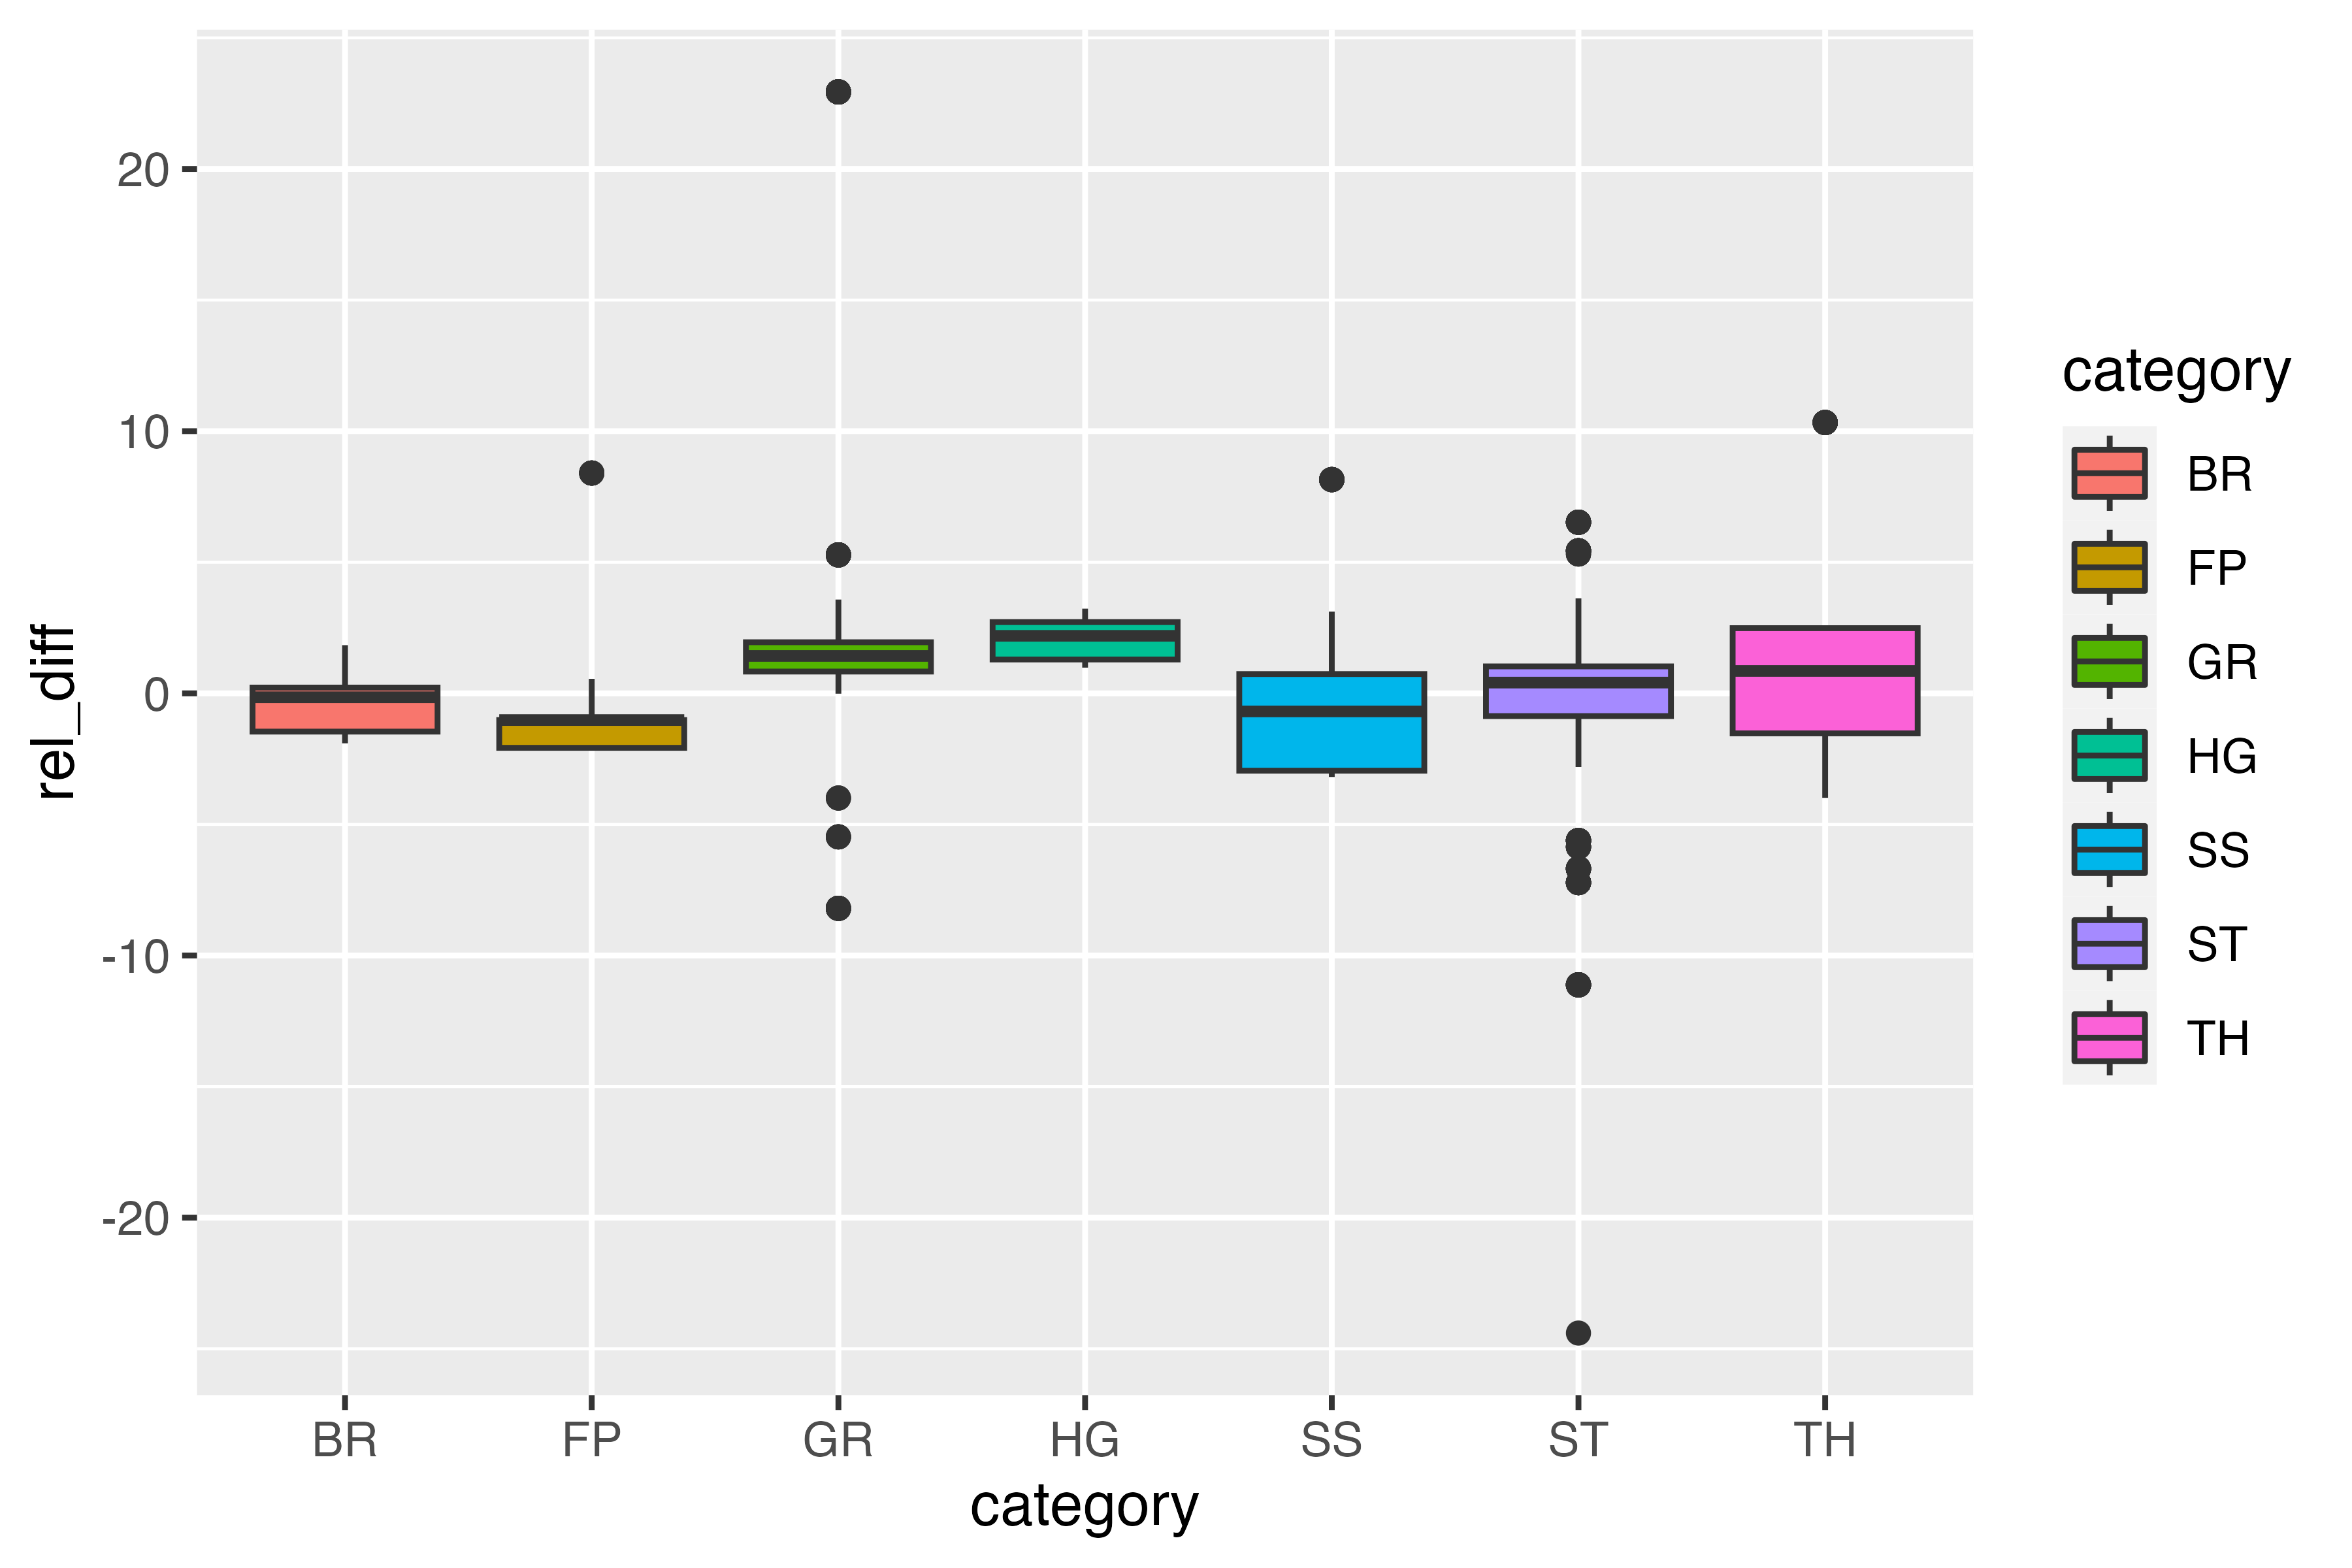 20
10
0
-10
-20
rel_diff
BR FP GR HG SS ST TH
category
category
BR
FP
GR
HG
SS
ST
TH